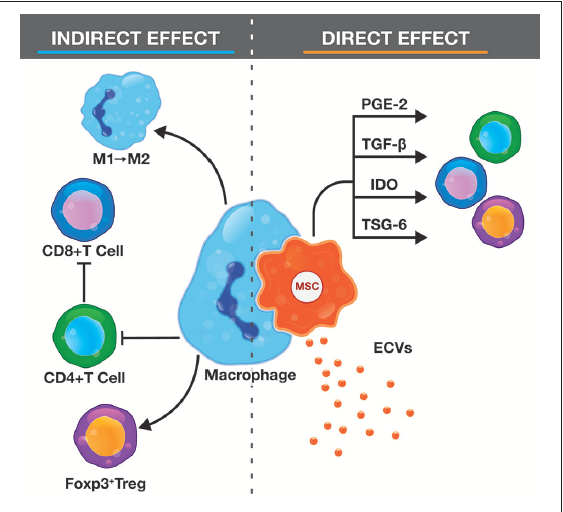 INDIRECT EFFECT
DIRECT EFFECT
M1→M2
CD8+T Cell
CD4+T Cell
Foxp3⁺Treg
Macrophage
MSC
PGE-2
TGF-β
IDO
TSG-6
ECVs